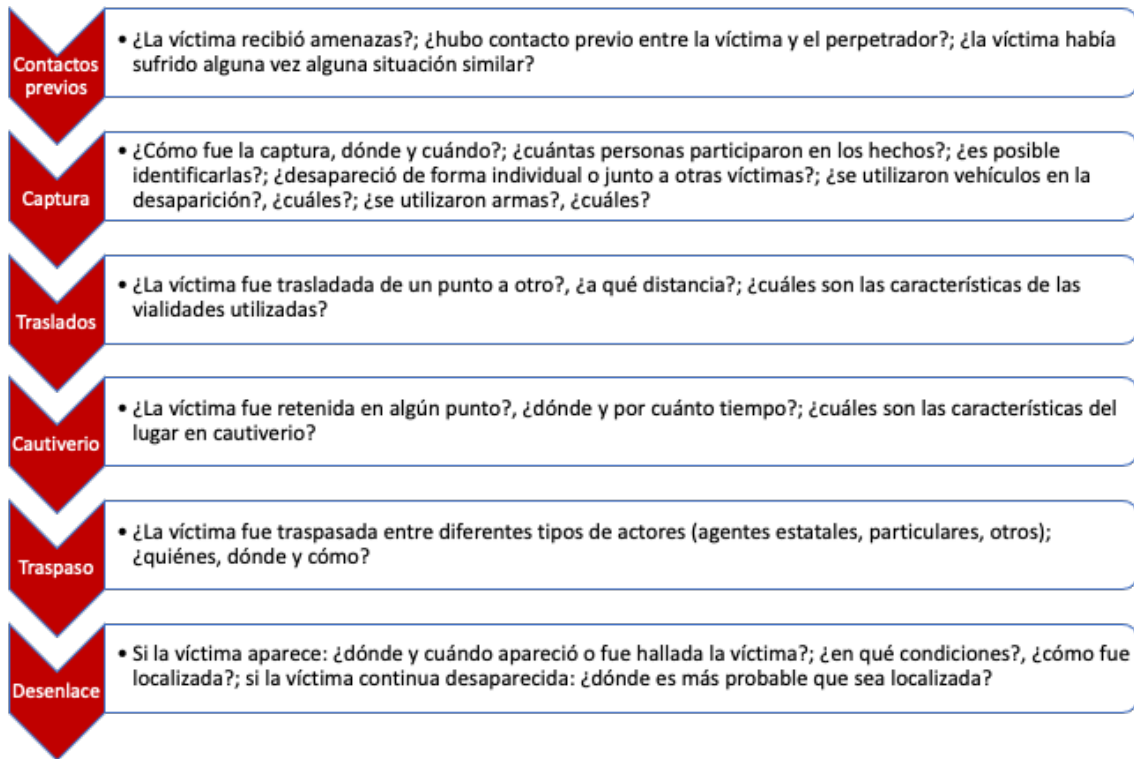 Contactos
previos
• ¿La víctima recibió amenazas?; ¿hubo contacto previo entre la víctima y el perpetrador?; ¿la víctima había
sufrido alguna vez alguna situación similar?
Captura
• ¿Cómo fue la captura, dónde y cuándo?; ¿cuántas personas participaron en los hechos?; ¿es posible
identificarlas?; ¿desapareció de forma individual o junto a otras víctimas?; ¿se utilizaron vehículos en la
desaparición?, ¿cuáles?; ¿se utilizaron armas?, ¿cuáles?
Traslados
• ¿La víctima fue trasladada de un punto a otro?, ¿a qué distancia?; ¿cuáles son las características de las
vialidades utilizadas?
Cautiverio
• ¿La víctima fue retenida en algún punto?, ¿dónde y por cuánto tiempo?; ¿cuáles son las características del
lugar en cautiverio?
Traspaso
• ¿La víctima fue traspasada entre diferentes tipos de actores (agentes estatales, particulares, otros);
¿quiénes, dónde y cómo?
Desenlace
• Si la víctima aparece: ¿dónde y cuándo apareció o fue hallada la víctima?; ¿en qué condiciones?, ¿cómo fue
localizada?; si la víctima continua desaparecida: ¿dónde es más probable que sea localizada?